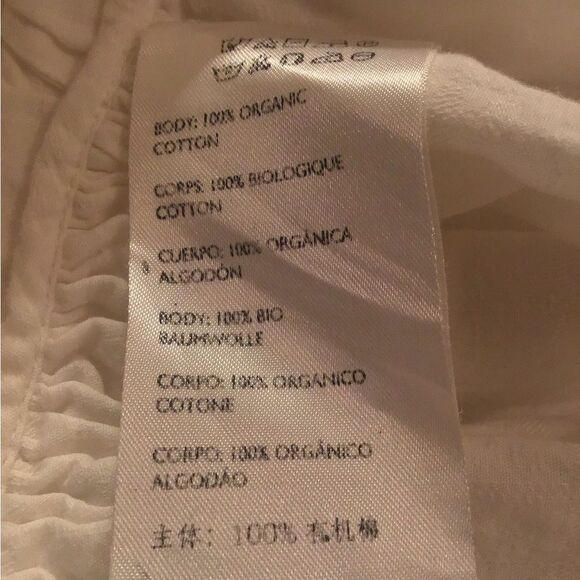 BODY: 100% ORGANIC
COTTON
CORPS: 100% BIOLOGIQUE
COTTON
CUERPO: 100% ORGÁNICA
ALGODÓN
BODY: 100% BIO
BAUMWOLLE
CORPO: 100% ORGANICO
COTONE
CORPO: 100% ORGÂNICO
ALGODÃO
主体: 100% 有机棉